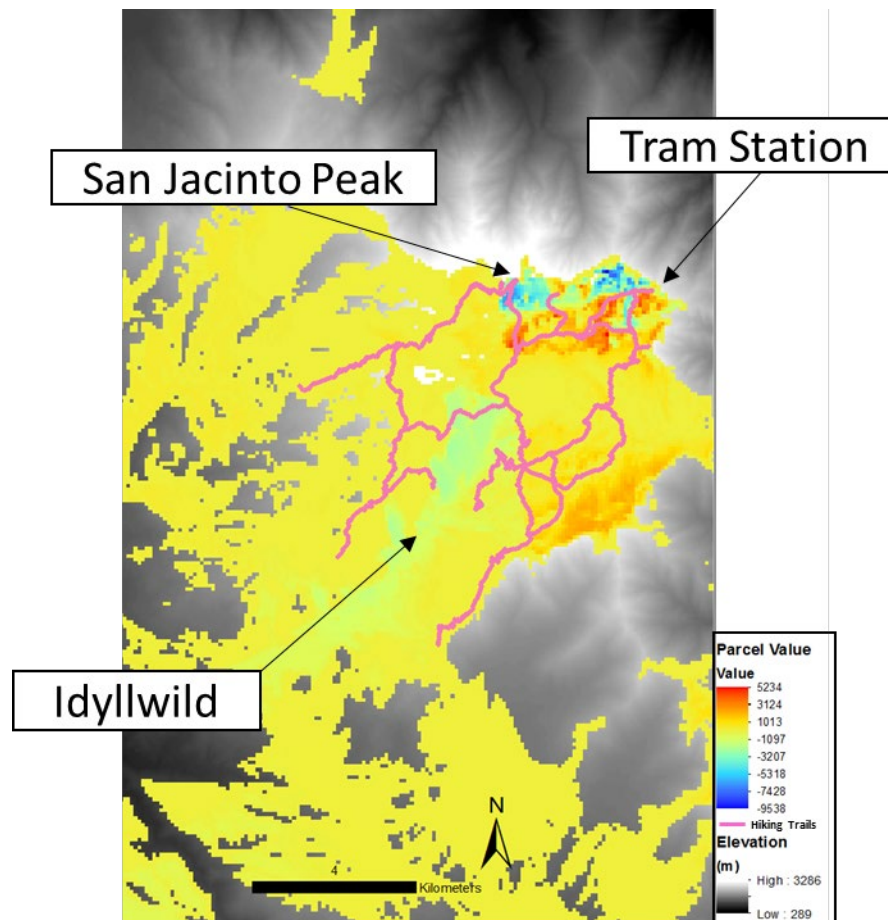 Tram Station
San Jacinto Peak
Idyllwild
Parcel Value
Value
5234
3124
1013
-1097
-3207
-5318
-7428
-9538
Hiking Trails
Elevation
(m)
High : 3286
Low : 289
N
4
Kilometers